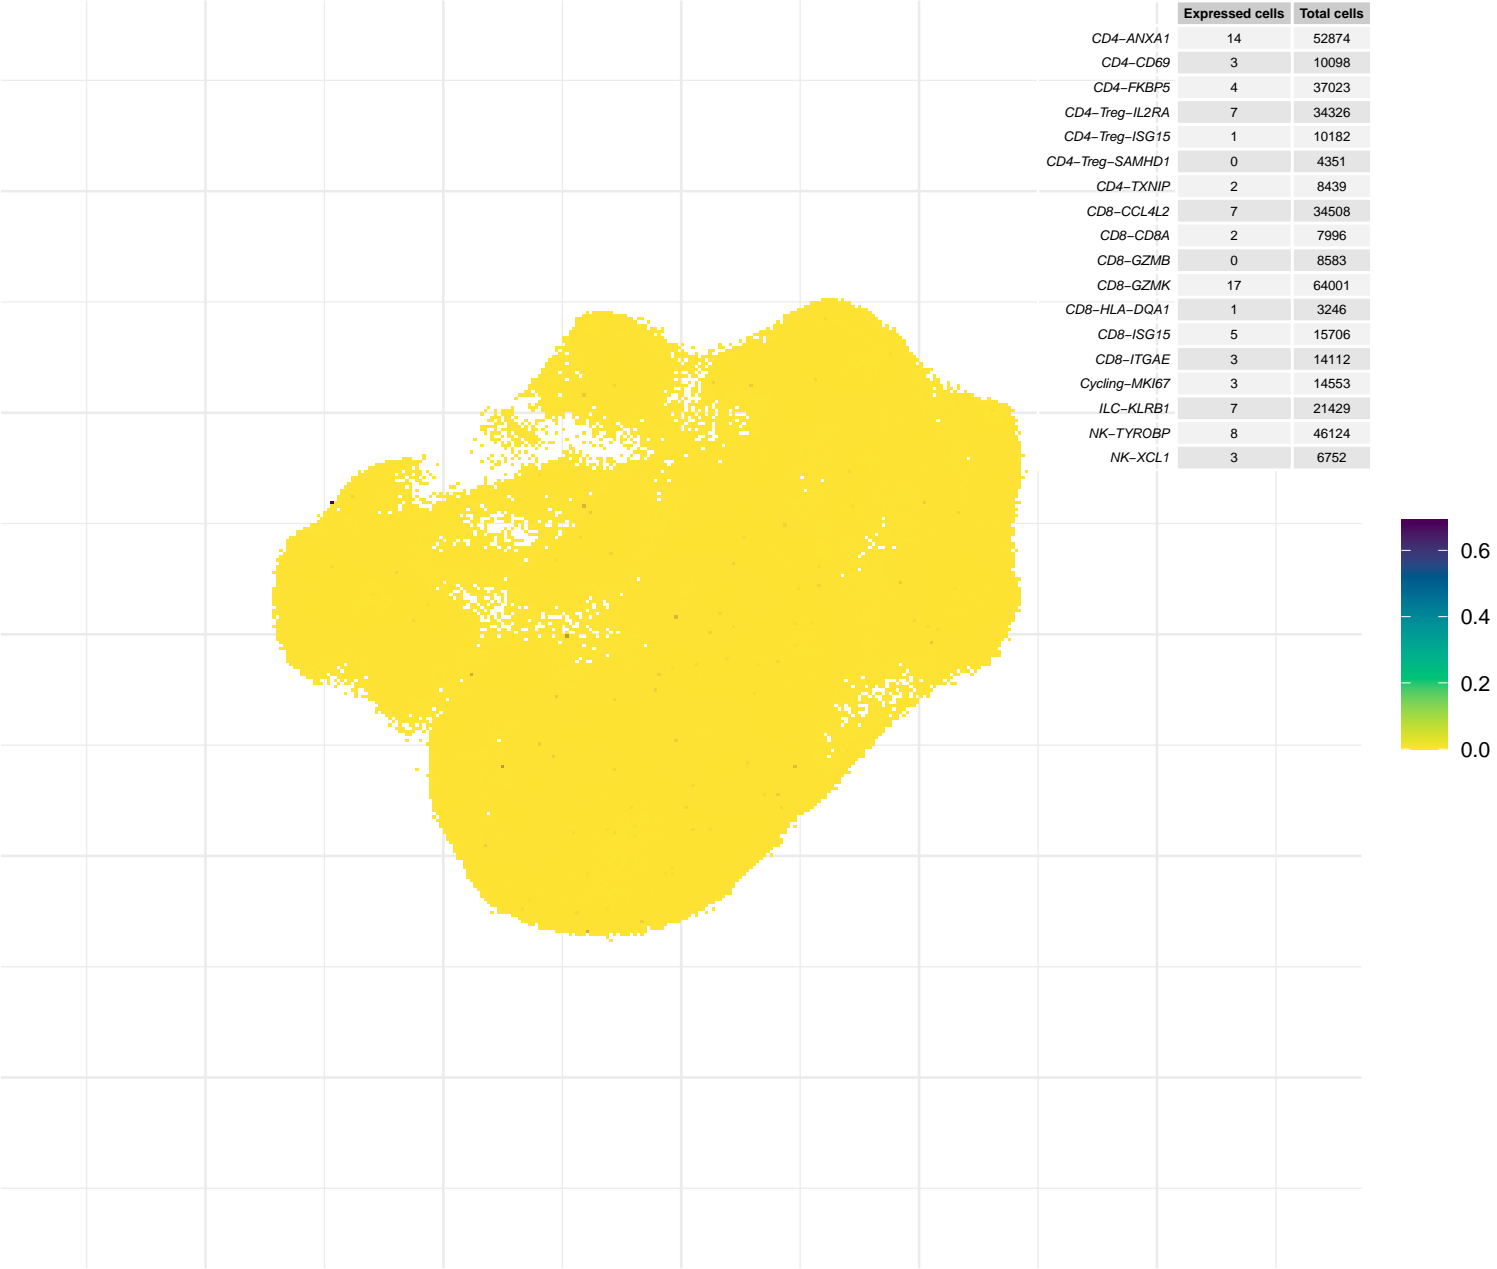 Expressed cells Total cells
CD4−ANXA1 14 52874
CD4−CD69 3 10098
CD4−FKBP5 4 37023
CD4−Treg−IL2RA 7 34326
CD4−Treg−ISG15 1 10182
CD4−Treg−SAMHD1 0 4351
CD4−TXNIP 2 8439
CD8−CCL4L2 7 34508
CD8−CD8A 2 7996
CD8−GZMB 0 8583
CD8−GZMK 17 64001
CD8−HLA−DQA1 1 3246
CD8−ISG15 5 15706
CD8−ITGAE 3 14112
Cycling−MKI67 3 14553
ILC−KLRB1 7 21429
NK−TYROBP 8 46124
NK−XCL1 3 6752
0.6
0.4
0.2
0.0